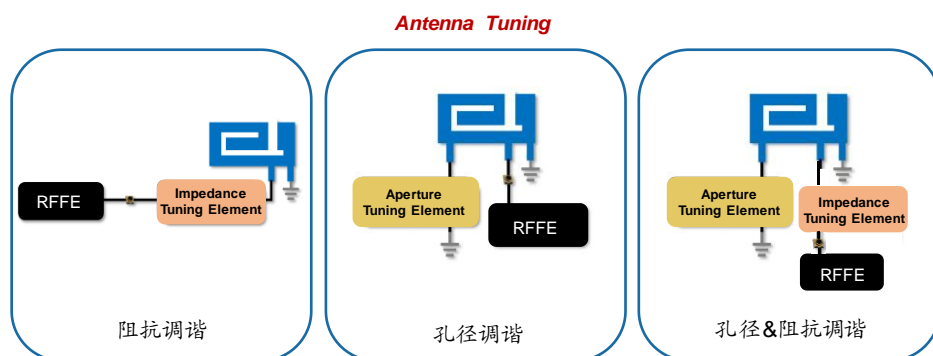 Antenna Tuning
RFFE
Impedance
Tuning Element
阻抗调谐
Aperture
Tuning Element
RFFE
孔径调谐
Aperture
Tuning Element
Impedance
Tuning Element
RFFE
孔径&阻抗调谐